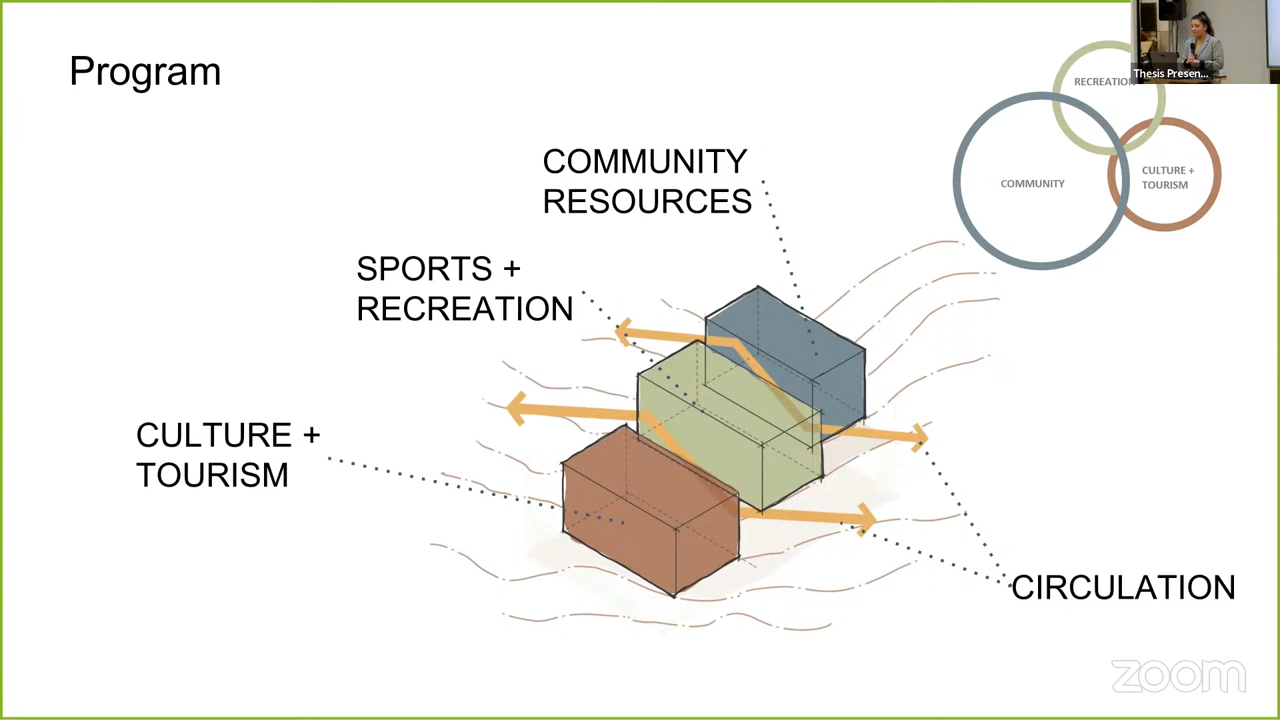 Program
Thesis Presen...
RECREATION
COMMUNITY
CULTURE +
TOURISM
COMMUNITY
RESOURCES
SPORTS +
RECREATION
CULTURE +
TOURISM
CIRCULATION
zoom